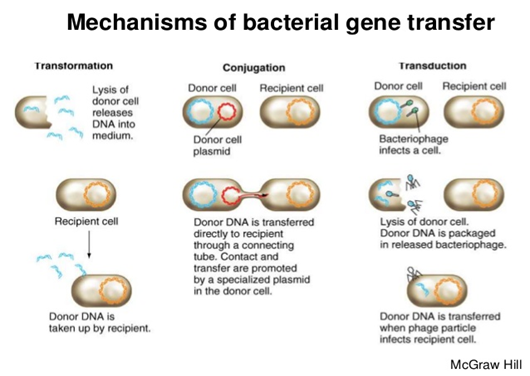 Mechanisms of bacterial gene transfer
Transformation
Lysis of
donor cell
releases
DNA into
medium.
Recipient cell
Donor DNA is
taken up by recipient.
Conjugation
Donor cell
Recipient cell
Donor cell
plasmid
Donor DNA is transferred
directly to recipient
through a connecting
tube. Contact and
transfer are promoted
by a specialized plasmid
in the donor cell.
Transduction
Donor cell
Recipient cell
Bacteriophage
infects a cell.
Lysis of donor cell.
Donor DNA is packaged
in released bacteriophage.
Donor DNA is transferred
when phage particle
infects recipient cell.
McGraw Hill